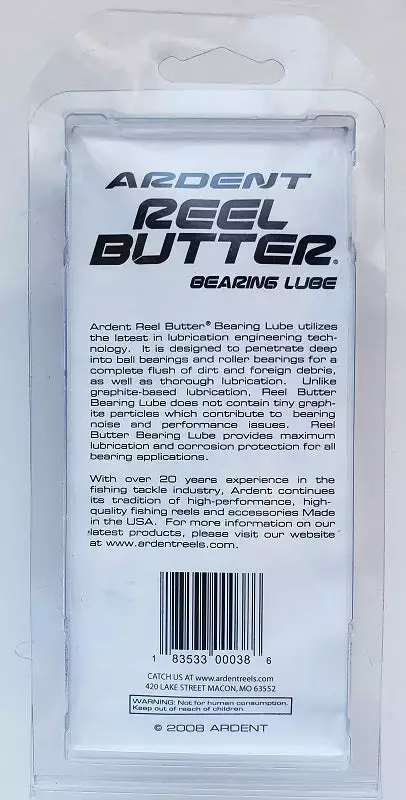 ARDENT
REEL
BUTTER®
BEARING LUBE
Ardent Reel Butter® Bearing Lube utilizes
the latest in lubrication engineering tech-
nology. It is designed to penetrate deep
into ball bearings and roller bearings for a
complete flush of dirt and foreign debris,
as well as thorough lubrication. Unlike
graphite-based lubrication, Reel Butter
Bearing Lube does not contain tiny graph-
ite particles which contribute to bearing
noise and performance issues. Reel
Butter Bearing Lube provides maximum
lubrication and corrosion protection for all
bearing applications.
With over 20 years experience in the
fishing tackle industry, Ardent continues
its tradition of high-performance, high-
quality fishing reels and accessories Made
in the USA. For more information on our
latest products, please visit our website
at www.ardentreels.com.
1 83533 00038 6
CATCH US AT www.ardentreels.com
420 LAKE STREET MACON, MO 63552
WARNING: Not for human consumption.
Keep out of reach of children
© 2008 ARDENT